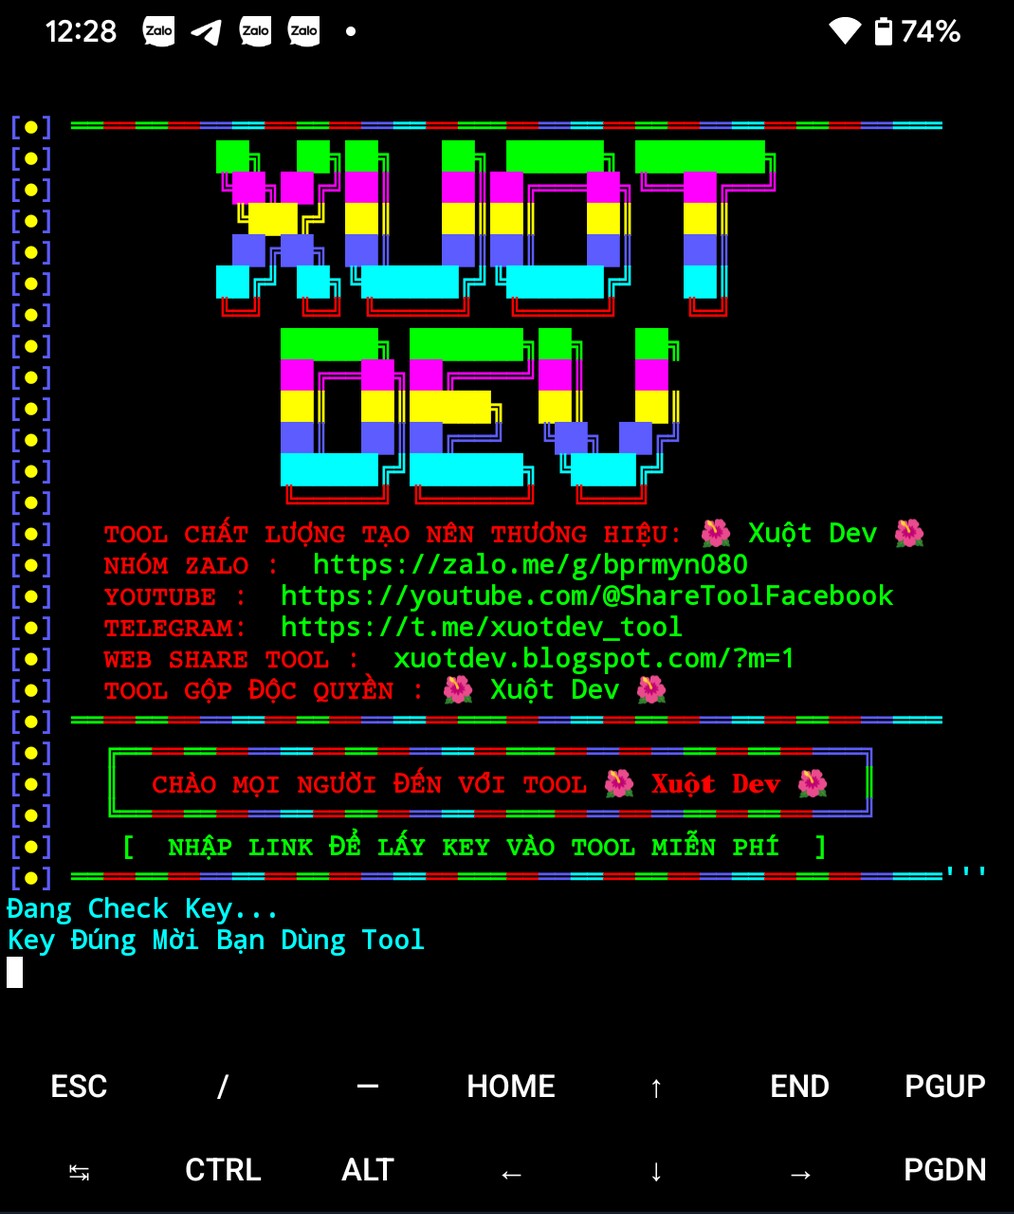 12:28 Zalo Zalo Zalo 74%
[●] ══════════════════════════════════════
[●] XUOT
[●]
[●]
[●]
[●]
[●]
[●] DEV
[●]
[●]
[●]
[●]
[●]
[●] TOOL CHẤT LƯỢNG TẠO NÊN THƯƠNG HIỆU: 🌺 Xuột Dev 🌺
[●] NHÓM ZALO : https://zalo.me/g/bprmyn080
[●] YOUTUBE : https://youtube.com/@ShareToolFacebook
[●] TELEGRAM: https://t.me/xuotdev_tool
[●] WEB SHARE TOOL : xuotdev.blogspot.com/?m=1
[●] TOOL GỘP ĐỘC QUYỀN : 🌺 Xuột Dev 🌺
[●] ══════════════════════════════════════
[●]
[●] CHÀO MỌI NGƯỜI ĐẾN VỚI TOOL 🌺 Xuột Dev 🌺
[●]
[●] [ NHẬP LINK ĐỂ LẤY KEY VÀO TOOL MIỄN PHÍ ]
[●] ══════════════════════════════════════'''
Đang Check Key...
Key Đúng Mời Bạn Dùng Tool
ESC / — HOME ↑ END PGUP
↹ CTRL ALT ← ↓ → PGDN